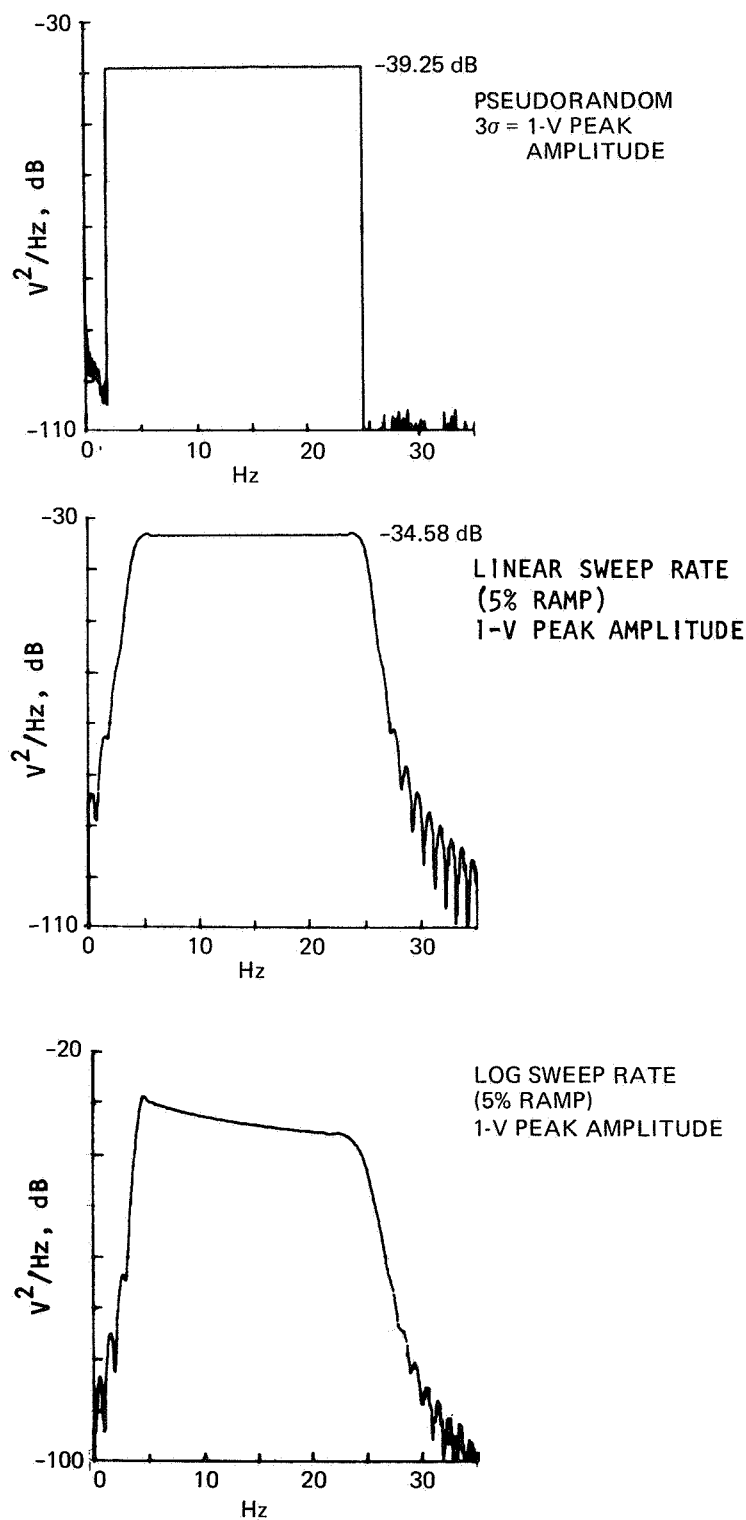 -30
-39.25 dB
PSEUDORANDOM
3σ = 1-V PEAK
AMPLITUDE
V²/Hz, dB
-110
0 10 20 30
Hz
-30
-34.58 dB
LINEAR SWEEP RATE
(5% RAMP)
1-V PEAK AMPLITUDE
V²/Hz, dB
-110
0 10 20 30
Hz
-20
LOG SWEEP RATE
(5% RAMP)
1-V PEAK AMPLITUDE
V²/Hz, dB
-100
0 10 20 30
Hz